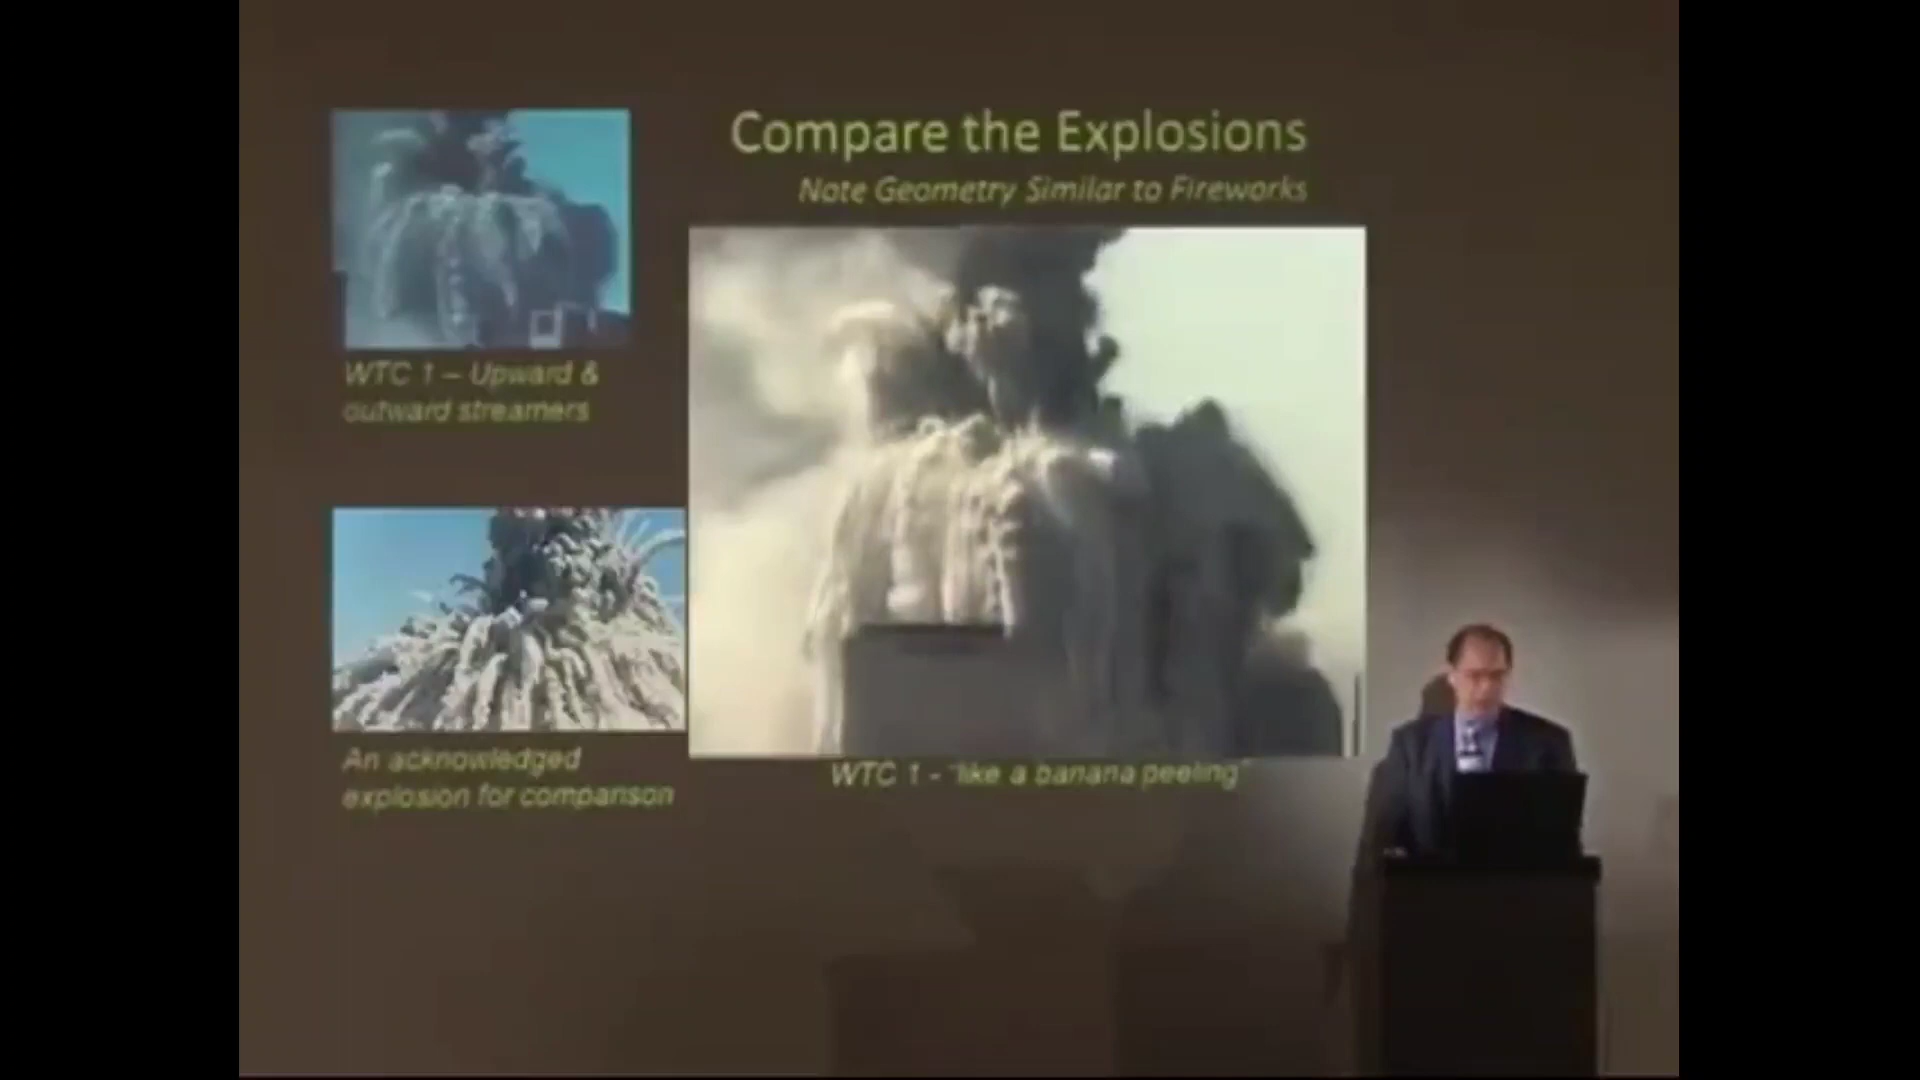 Compare the Explosions
Note Geometry Similar to Fireworks
WTC 1 – Upward &
outward streamers
An acknowledged
explosion for comparison
WTC 1 - "like a banana peeling"